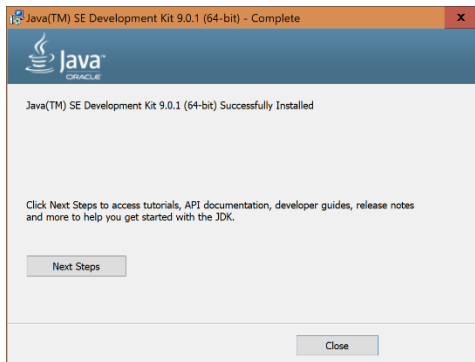 Java(TM) SE Development Kit 9.0.1 (64-bit) - Complete
x
Java™
ORACLE
Java(TM) SE Development Kit 9.0.1 (64-bit) Successfully Installed
Click Next Steps to access tutorials, API documentation, developer guides, release notes
and more to help you get started with the JDK.
Next Steps
Close